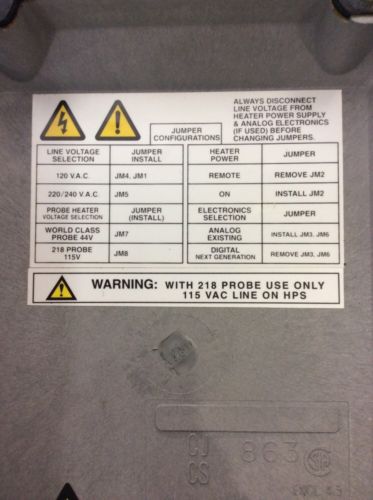 JUMPER
CONFIGURATIONS
ALWAYS DISCONNECT
LINE VOLTAGE FROM
HEATER POWER SUPPLY
& ANALOG ELECTRONICS
(IF USED) BEFORE
CHANGING JUMPERS.
LINE VOLTAGE SELECTION JUMPER INSTALL HEATER POWER JUMPER
120 V.A.C. JM4, JM1 REMOTE REMOVE JM2
220/240 V.A.C. JM5 ON INSTALL JM2
PROBE HEATER VOLTAGE SELECTION JUMPER (INSTALL) ELECTRONICS SELECTION JUMPER
WORLD CLASS PROBE 44V JM7 ANALOG EXISTING INSTALL JM3, JM6
218 PROBE 115V JM8 DIGITAL NEXT GENERATION REMOVE JM3, JM6
WARNING: WITH 218 PROBE USE ONLY
115 VAC LINE ON HPS
CJ 863
CS